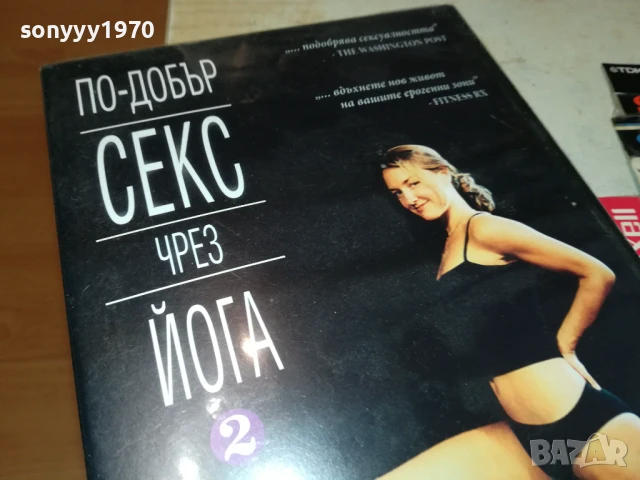 sonyyy1970
ПО-ДОБЪР
СЕКС
ЧРЕЗ
ЙОГА
2
„... подобрява сексуалността“
- THE WASHINGTON POST
„... вдъхнете нов живот
на вашите ерогенни зони“
- FITNESS RX
TDK
BAZAR